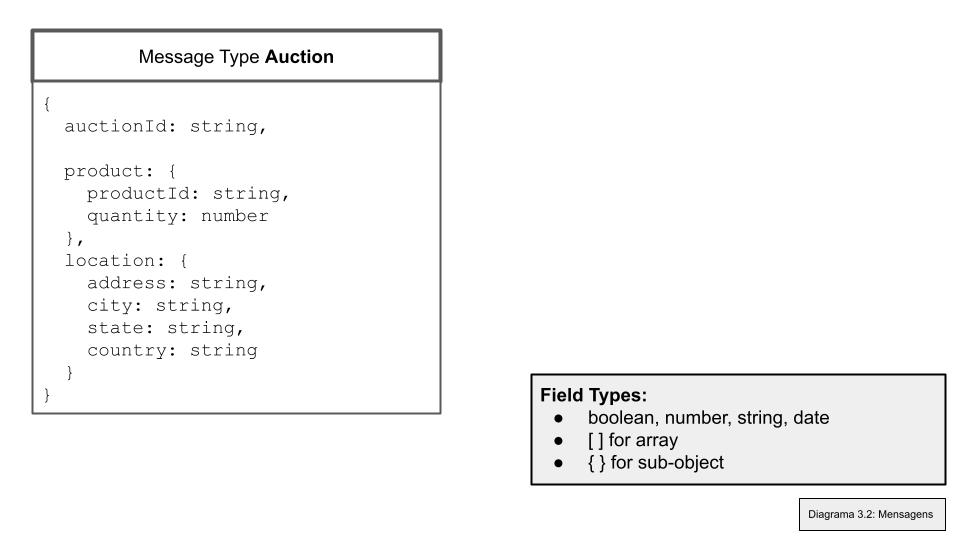 Message Type Auction
{
auctionId: string,
product: {
productId: string,
quantity: number
},
location: {
address: string,
city: string,
state: string,
country: string
}
}
Field Types:
● boolean, number, string, date
● [ ] for array
● { } for sub-object
Diagrama 3.2: Mensagens